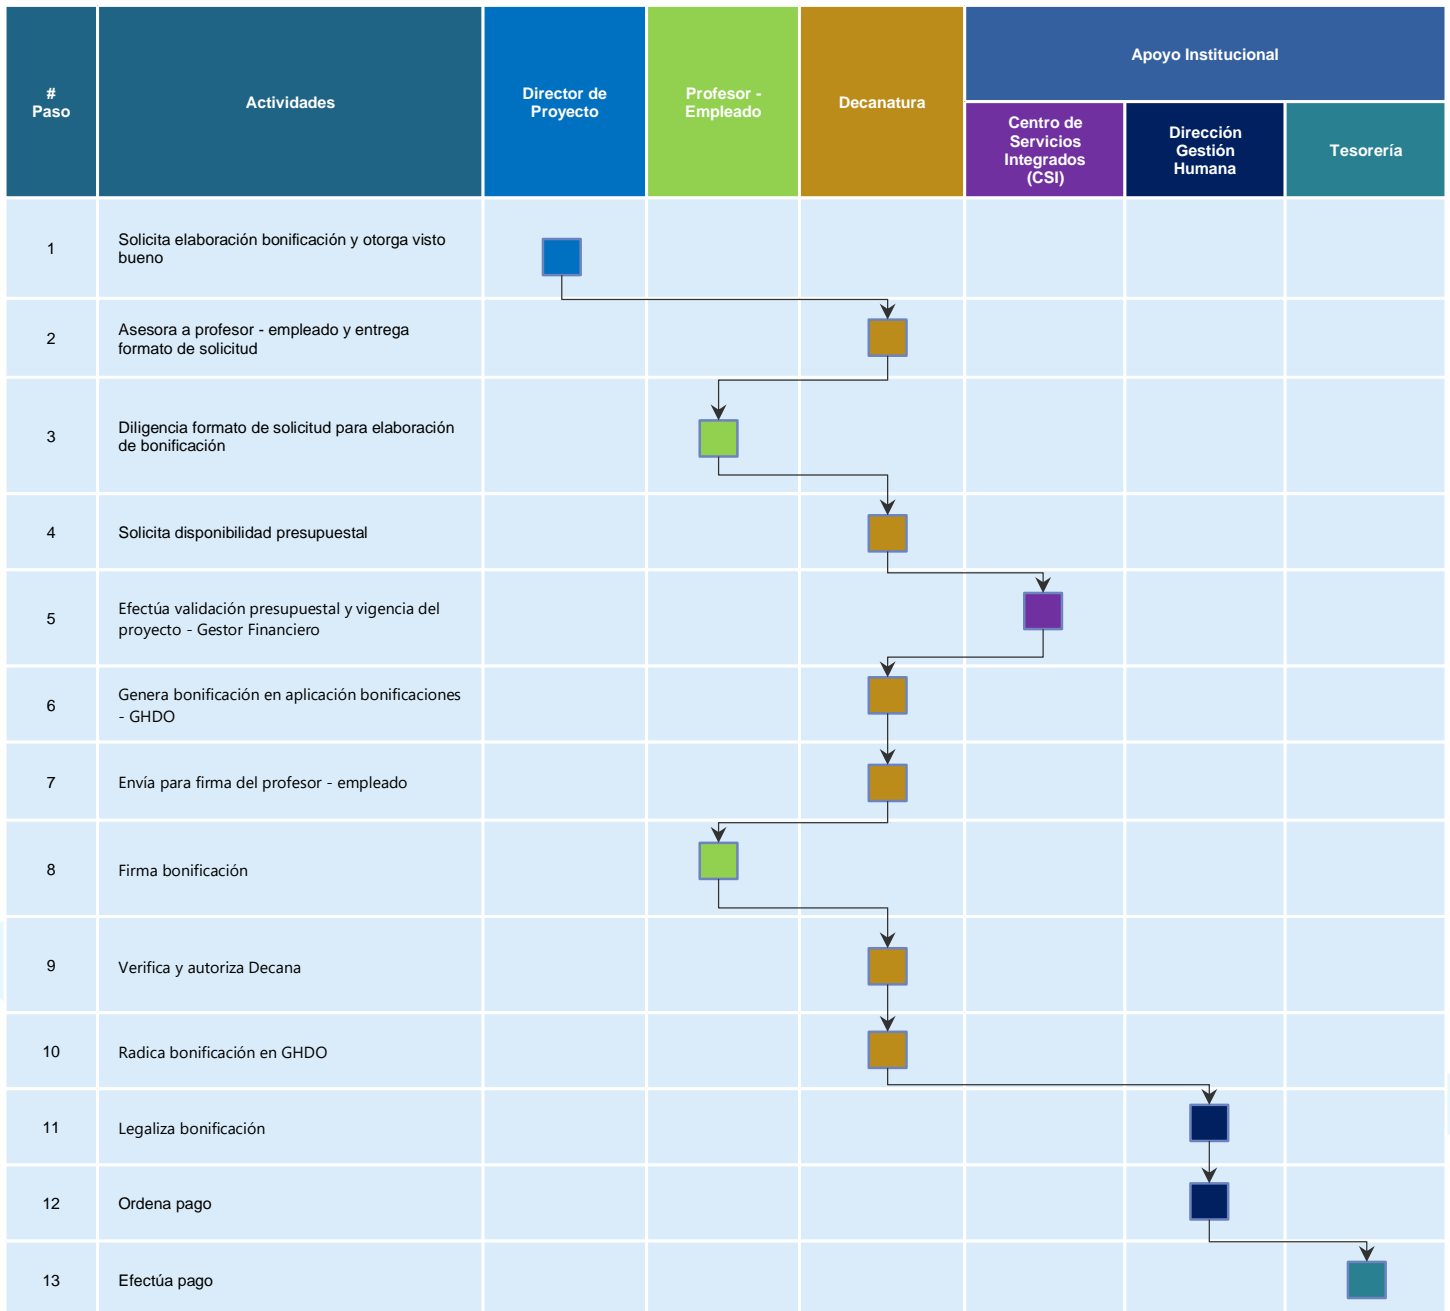 #
Paso
Actividades
Director de
Proyecto
Profesor -
Empleado
Decanatura
Apoyo Institucional
Centro de
Servicios
Integrados
(CSI)
Dirección
Gestión
Humana
Tesorería
1
Solicita elaboración bonificación y otorga visto
bueno
2
Asesora a profesor - empleado y entrega
formato de solicitud
3
Diligencia formato de solicitud para elaboración
de bonificación
4
Solicita disponibilidad presupuestal
5
Efectúa validación presupuestal y vigencia del
proyecto - Gestor Financiero
6
Genera bonificación en aplicación bonificaciones
- GHDO
7
Envía para firma del profesor - empleado
8
Firma bonificación
9
Verifica y autoriza Decana
10
Radica bonificación en GHDO
11
Legaliza bonificación
12
Ordena pago
13
Efectúa pago